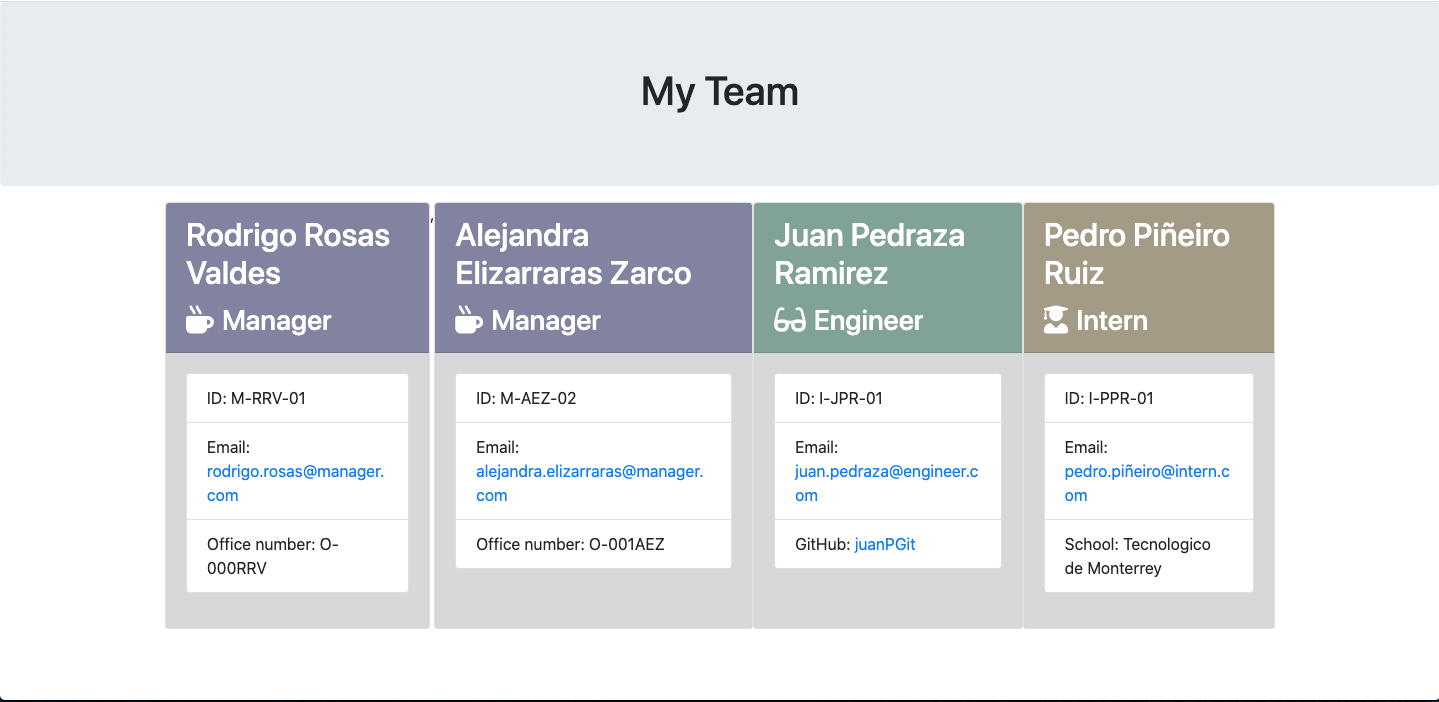 My Team
Rodrigo Rosas
Valdes
Manager
ID: M-RRV-01
Email:
rodrigo.rosas@manager.
com
Office number: O-
000RRV
,
Alejandra
Elizarraras Zarco
Manager
ID: M-AEZ-02
Email:
alejandra.elizarraras@manager.
com
Office number: O-001AEZ
Juan Pedraza
Ramirez
Engineer
ID: I-JPR-01
Email:
juan.pedraza@engineer.c
om
GitHub: juanPGit
Pedro Piñeiro
Ruiz
Intern
ID: I-PPR-01
Email:
pedro.piñeiro@intern.c
om
School: Tecnologico
de Monterrey